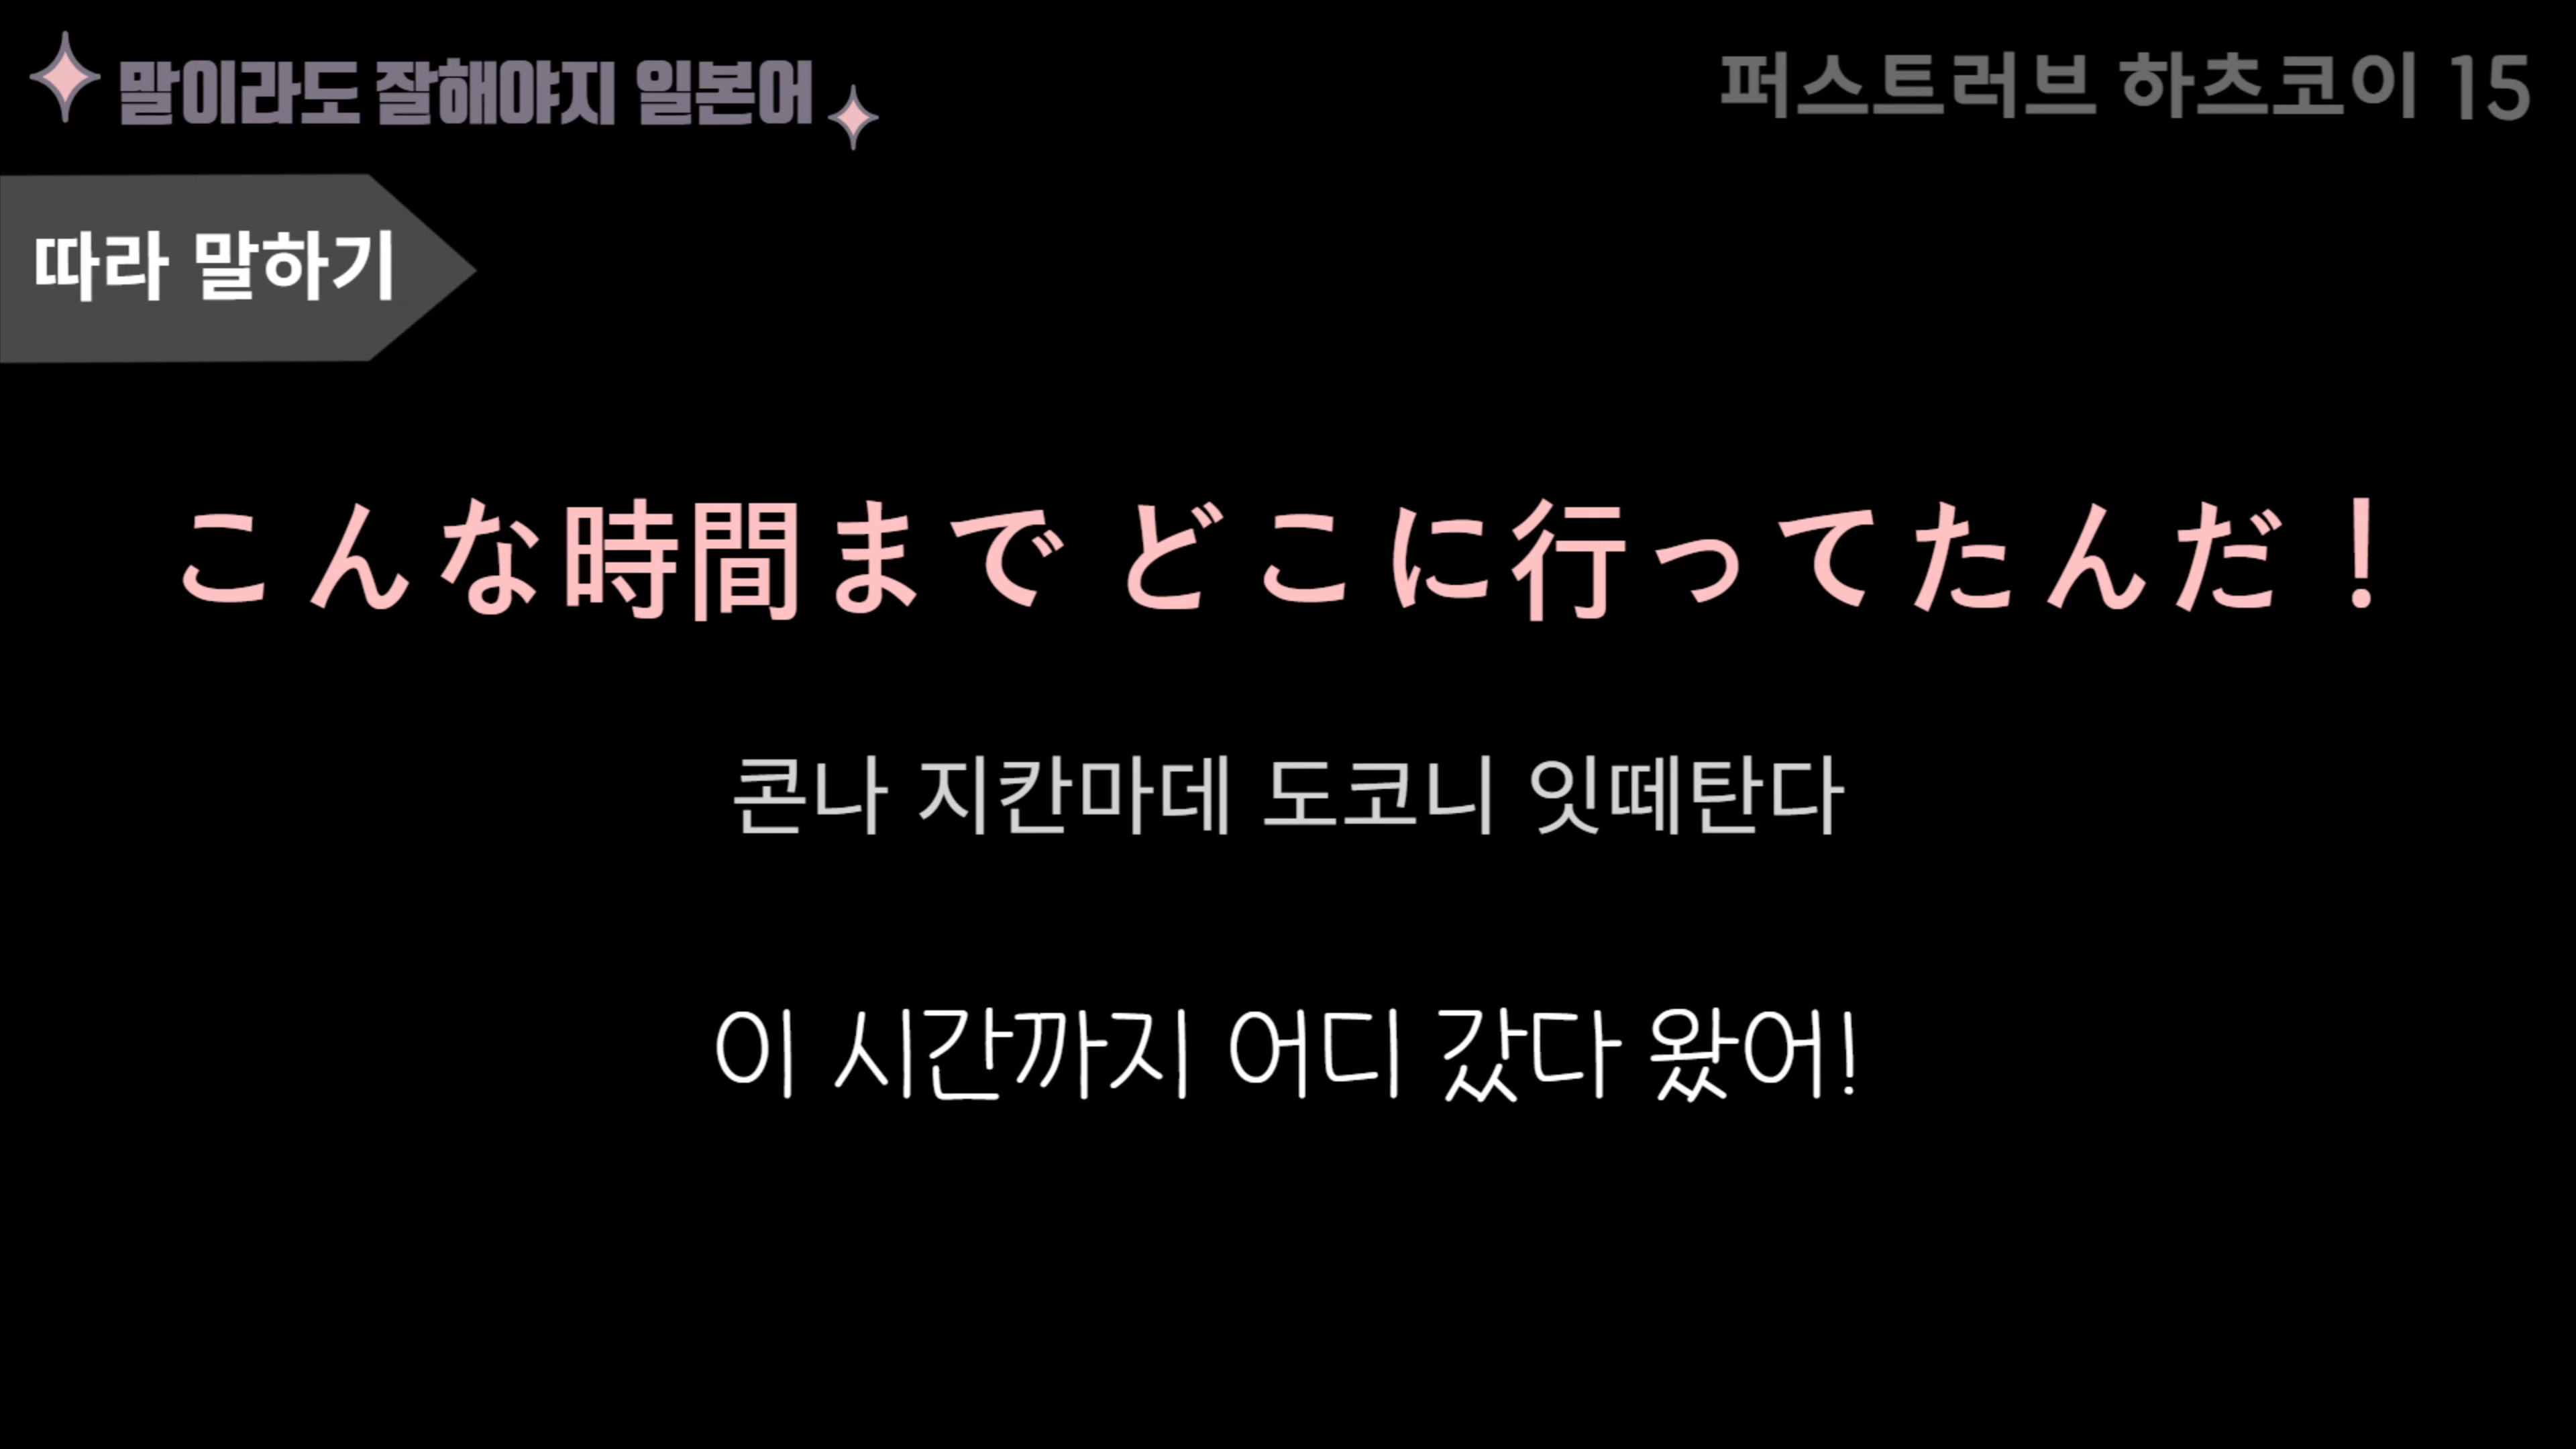 말이라도 잘해야지 일본어
퍼스트러브 하츠코이 15
따라 말하기
こんな時間まで どこに行ってたんだ！
콘나 지칸마데 도코니 잇떼탄다
이 시간까지 어디 갔다 왔어!